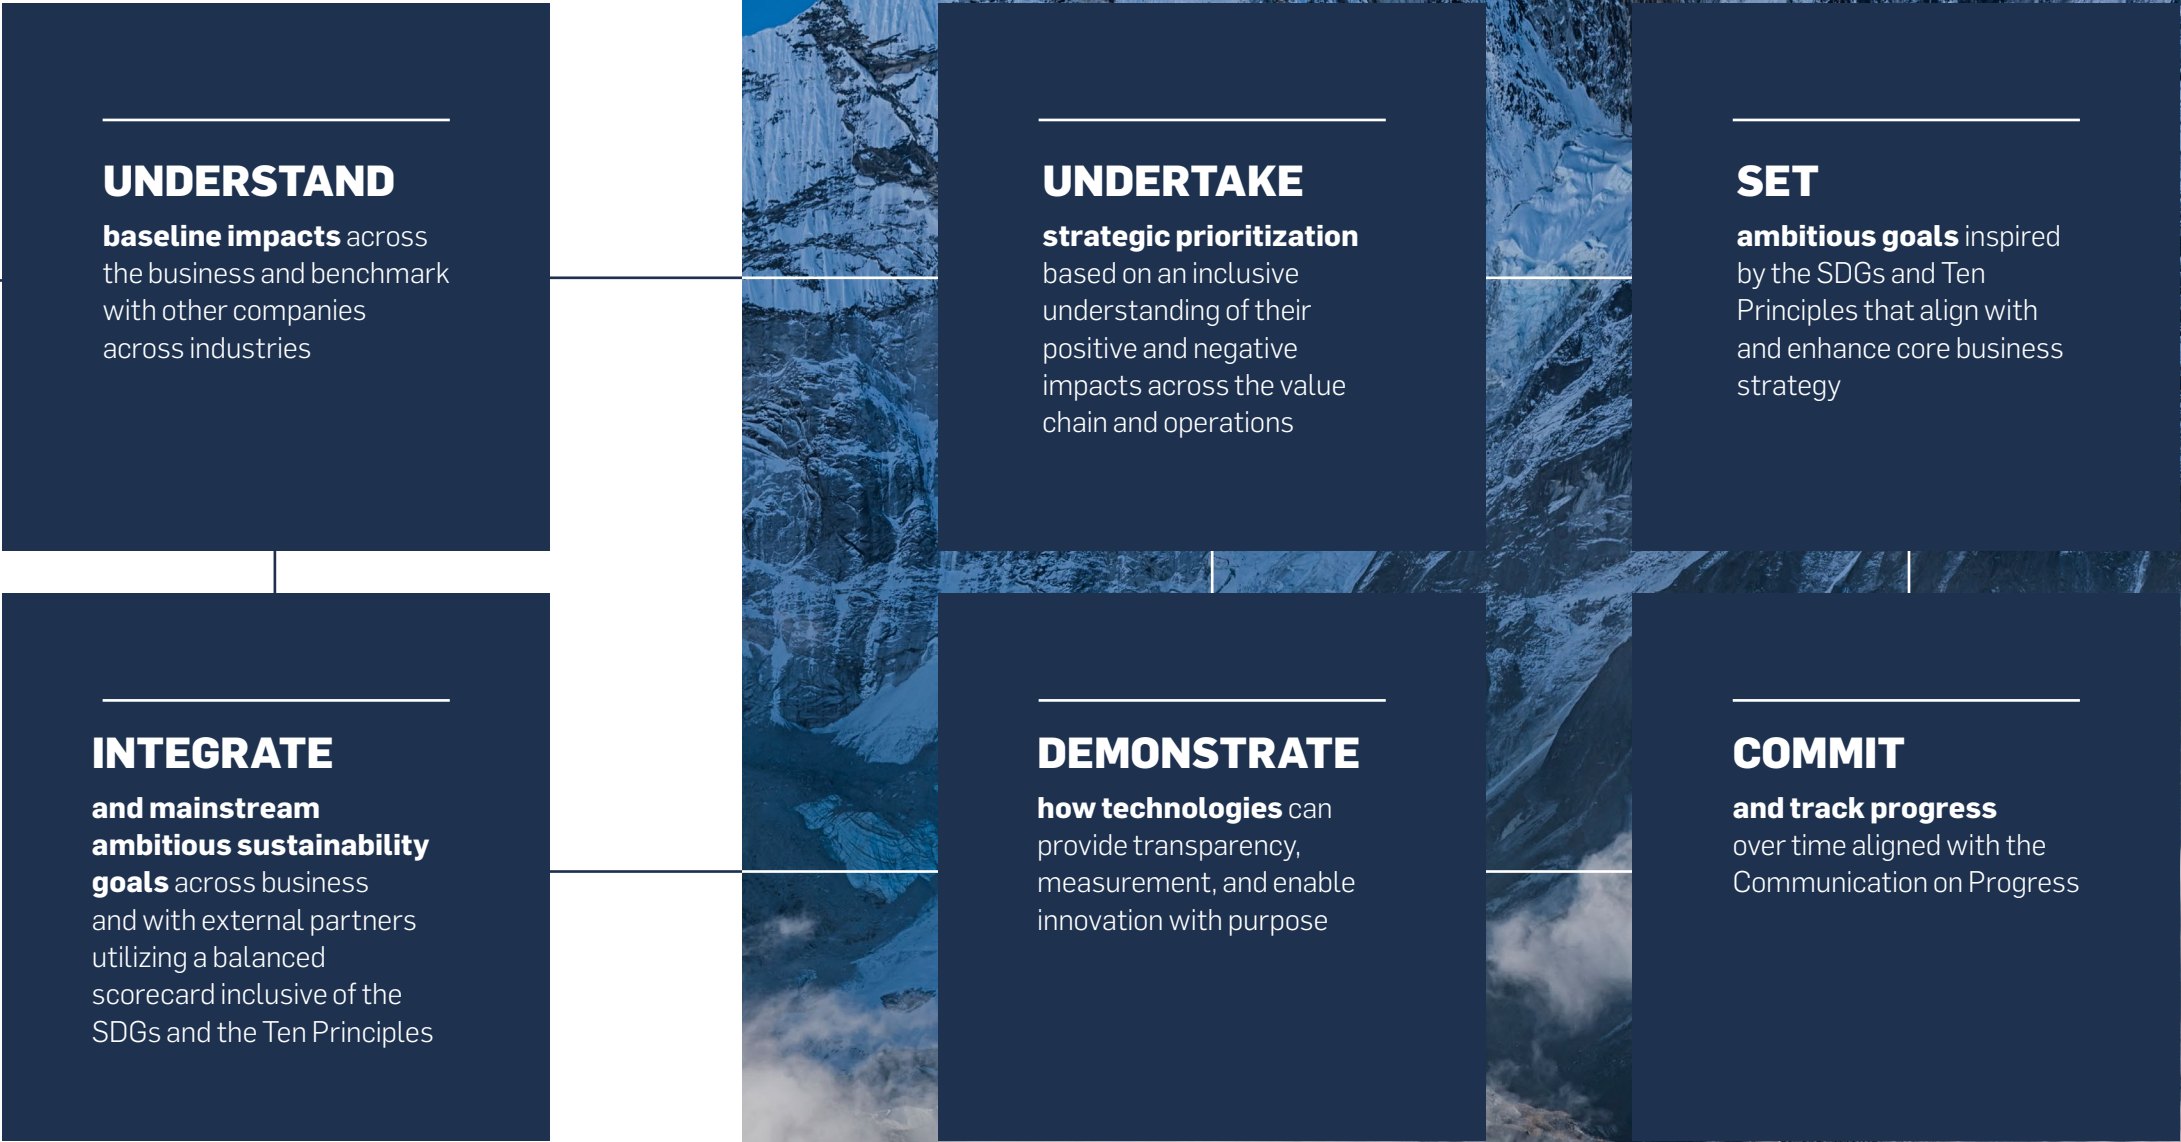 UNDERSTAND
baseline impacts across
the business and benchmark
with other companies
across industries
UNDERTAKE
strategic prioritization
based on an inclusive
understanding of their
positive and negative
impacts across the value
chain and operations
SET
ambitious goals inspired
by the SDGs and Ten
Principles that align with
and enhance core business
strategy
INTEGRATE
and mainstream
ambitious sustainability
goals across business
and with external partners
utilizing a balanced
scorecard inclusive of the
SDGs and the Ten Principles
DEMONSTRATE
how technologies can
provide transparency,
measurement, and enable
innovation with purpose
COMMIT
and track progress
over time aligned with the
Communication on Progress